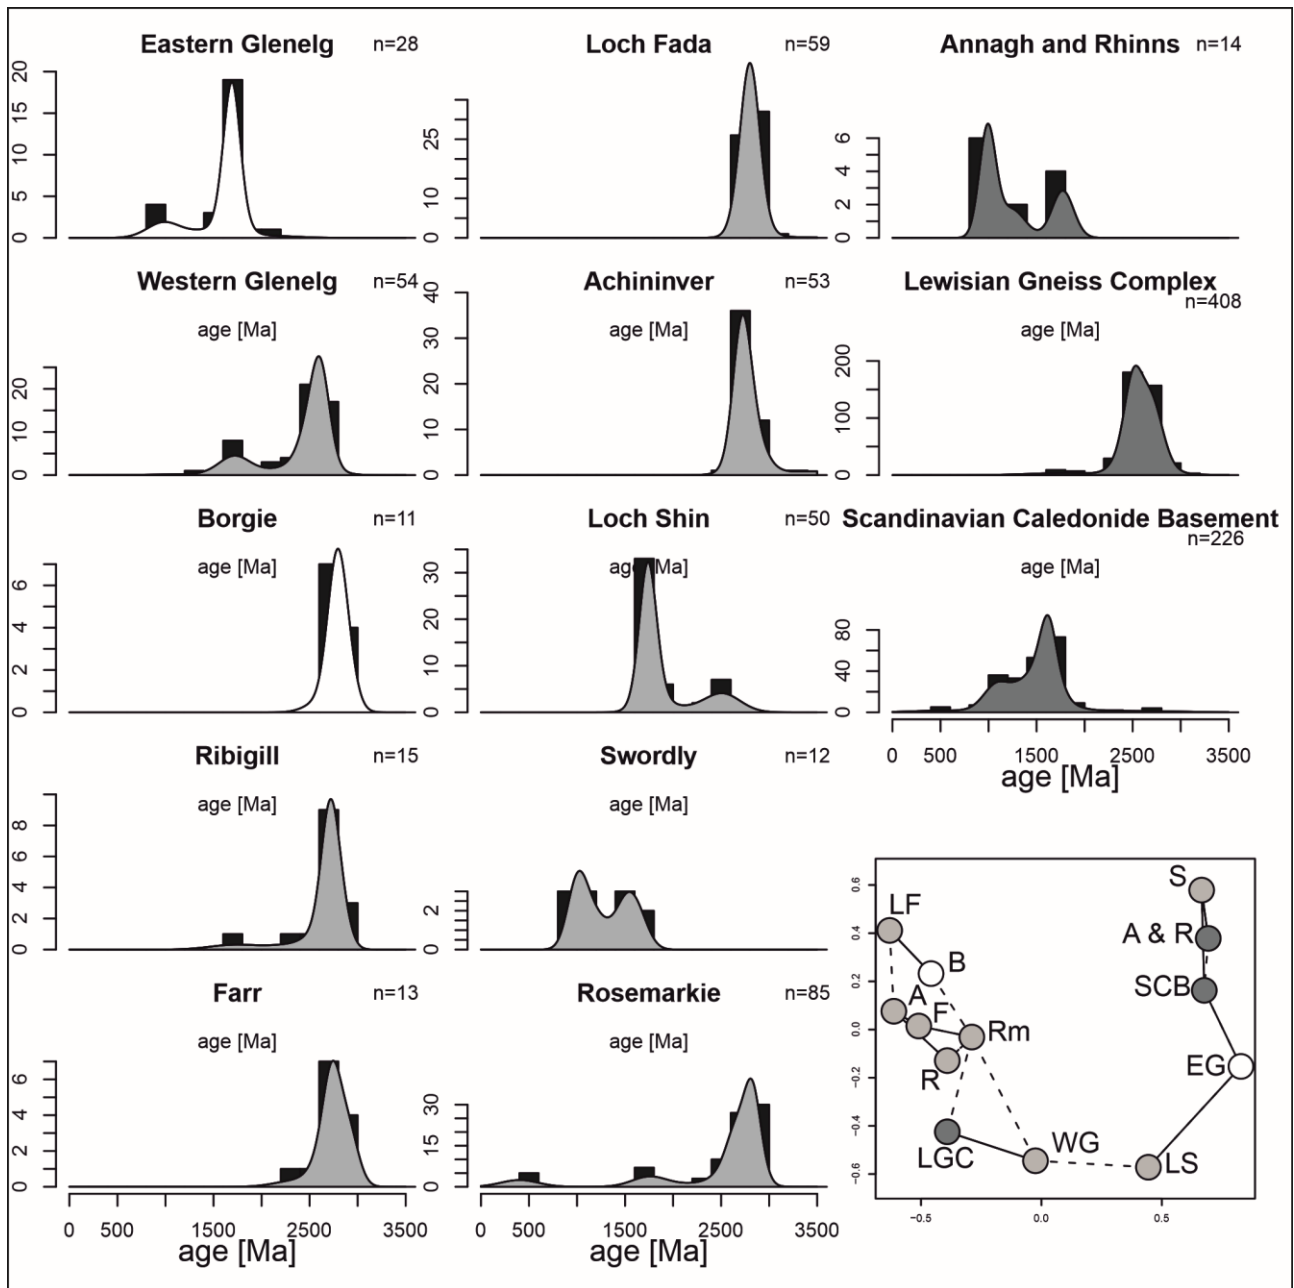 Eastern Glenelg n=28
20
15
10
5
0
Loch Fada n=59
25
10
0
Annagh and Rhinns n=14
6
4
2
0
Western Glenelg n=54
age [Ma]
20
10
0
Achininver n=53
age [Ma]
40
30
20
10
0
Lewisian Gneiss Complex
n=408
age [Ma]
200
100
0
Borgie n=11
age [Ma]
6
4
2
0
Loch Shin n=50
age [Ma]
30
20
10
0
Scandinavian Caledonide Basement
n=226
age [Ma]
80
40
0
0 500 1500 2500 3500
age [Ma]
Ribigill n=15
age [Ma]
8
6
4
2
0
Swordly n=12
age [Ma]
2
0
Farr n=13
age [Ma]
6
4
2
0
0 500 1500 2500 3500
age [Ma]
Rosemarkie n=85
age [Ma]
30
15
0
0 500 1500 2500 3500
age [Ma]
0.6
0.4
0.2
0.0
−0.2
−0.4
−0.6
S
LF
A & R
B
SCB
A
F
Rm
EG
R
WG
LGC
LS
−0.5 0.0 0.5